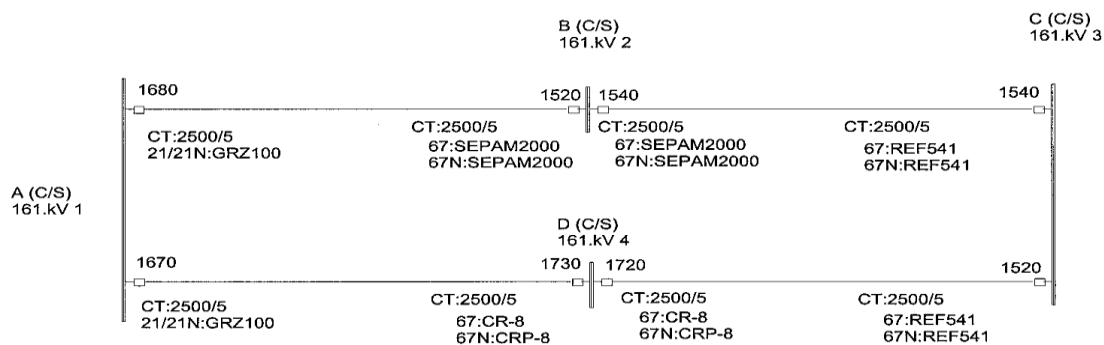 B (C/S)
161.kV 2
C (C/S)
161.kV 3
1680
1520
1540
1540
CT:2500/5
21/21N:GRZ100
CT:2500/5
67:SEPAM2000
67N:SEPAM2000
CT:2500/5
67:SEPAM2000
67N:SEPAM2000
CT:2500/5
67:REF541
67N:REF541
A (C/S)
161.kV 1
D (C/S)
161.kV 4
1670
1730
1720
1520
CT:2500/5
21/21N:GRZ100
CT:2500/5
67:CR-8
67N:CRP-8
CT:2500/5
67:CR-8
67N:CRP-8
CT:2500/5
67:REF541
67N:REF541